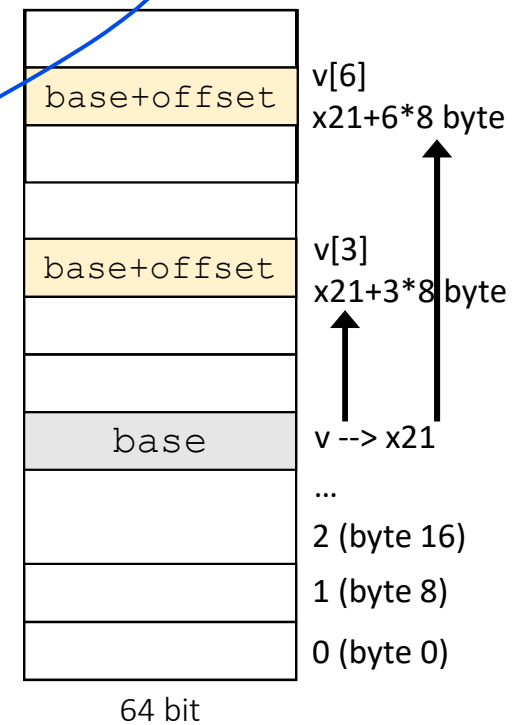 v[6]
base+offset
x21+6*8 byte
v[3]
base+offset
x21+3*8 byte
base
v --> x21
…
2 (byte 16)
1 (byte 8)
0 (byte 0)
64 bit